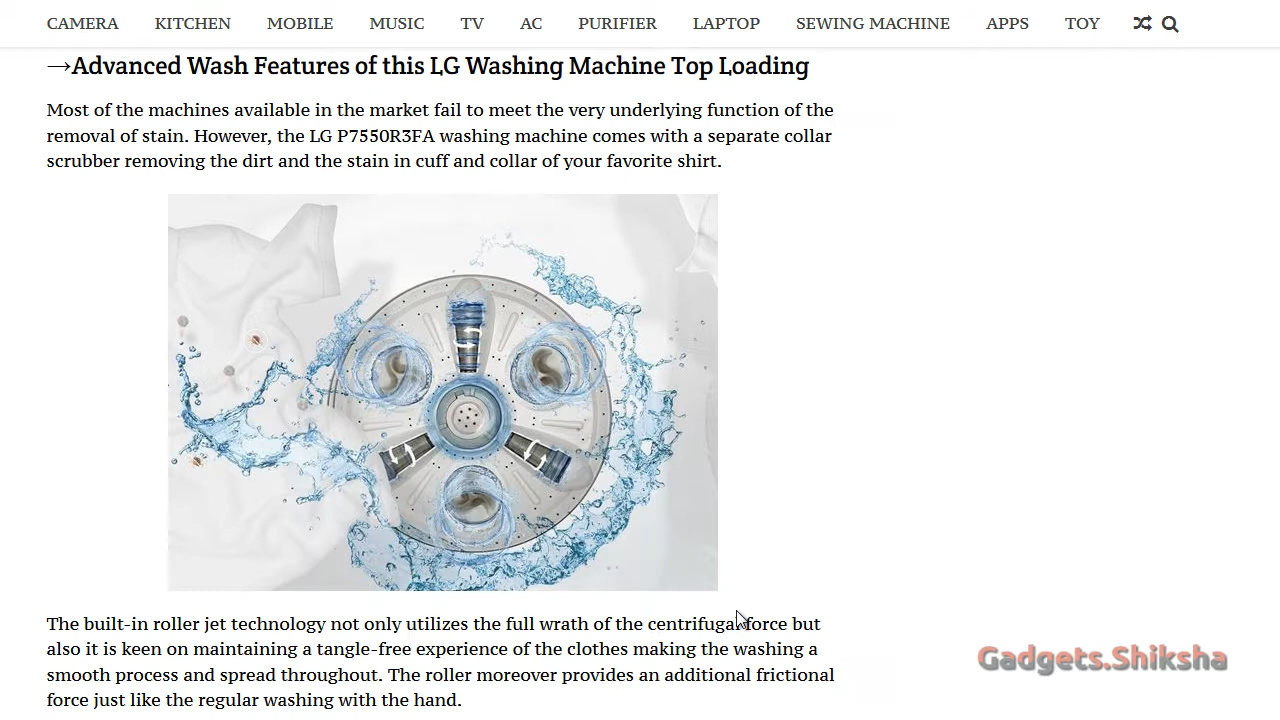 CAMERA KITCHEN MOBILE MUSIC TV AC PURIFIER LAPTOP SEWING MACHINE APPS TOY
→Advanced Wash Features of this LG Washing Machine Top Loading
Most of the machines available in the market fail to meet the very underlying function of the
removal of stain. However, the LG P7550R3FA washing machine comes with a separate collar
scrubber removing the dirt and the stain in cuff and collar of your favorite shirt.
The built-in roller jet technology not only utilizes the full wrath of the centrifugal force but
also it is keen on maintaining a tangle-free experience of the clothes making the washing a
smooth process and spread throughout. The roller moreover provides an additional frictional
force just like the regular washing with the hand.
Gadgets.Shiksha